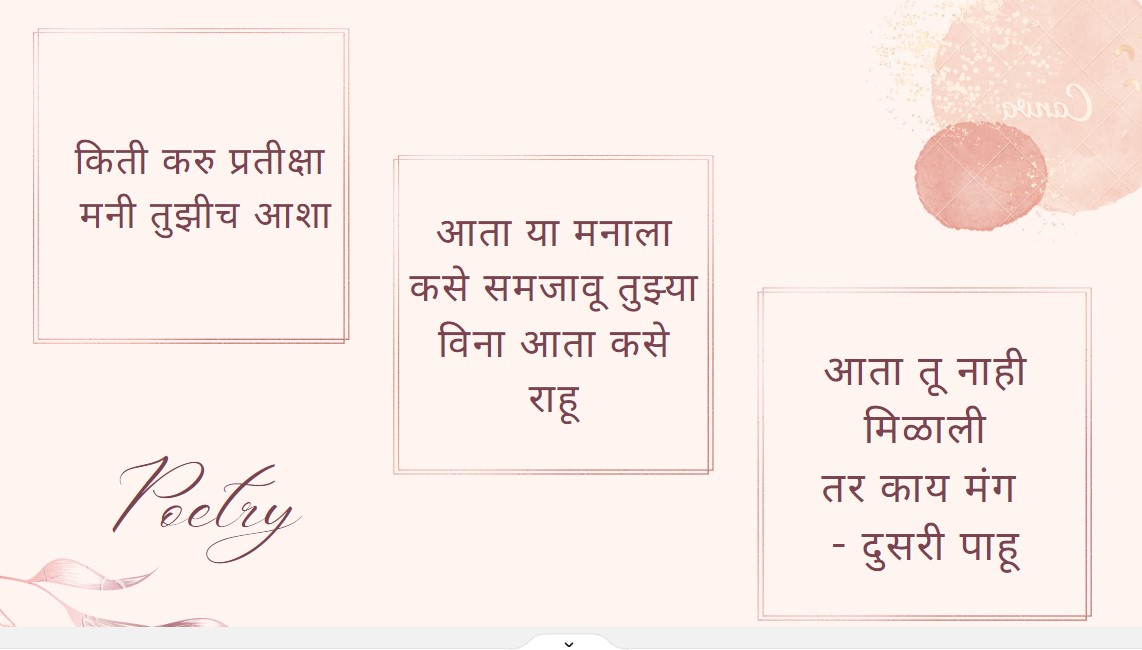 किती करु प्रतीक्षा
मनी तुझीच आशा
आता या मनाला
कसे समजावू तुझ्या
विना आता कसे
राहू
आता तू नाही
मिळाली
तर काय मंग
- दुसरी पाहू
Poetry
Canva